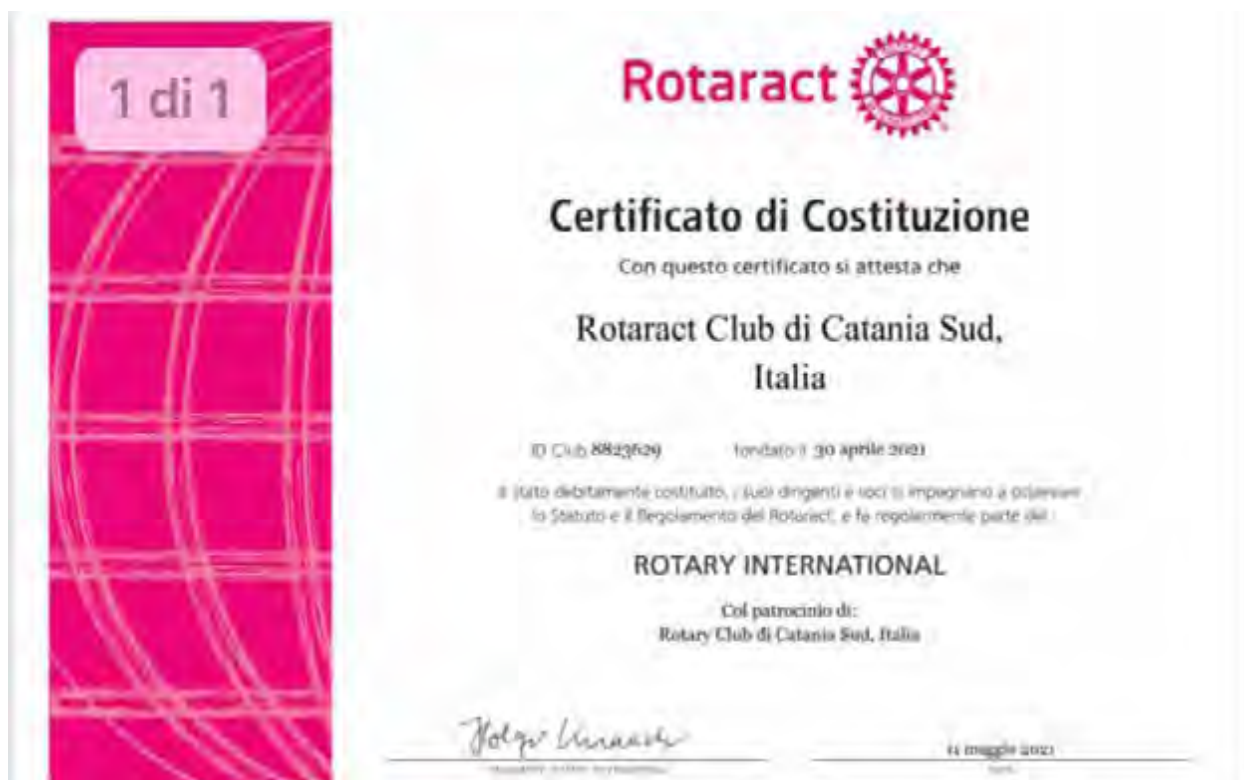 1 di 1
Rotaract
Certificato di Costituzione
Con questo certificato si attesta che
Rotaract Club di Catania Sud,
Italia
ID Club 8823629 fondato il 30 aprile 2021
è stato debitamente costituito, i suoi dirigenti e soci si impegnano a osservare
lo Statuto e il Regolamento del Rotaract, e fa regolarmente parte del
ROTARY INTERNATIONAL
Col patrocinio di:
Rotary Club di Catania Sud, Italia
maggio 2021